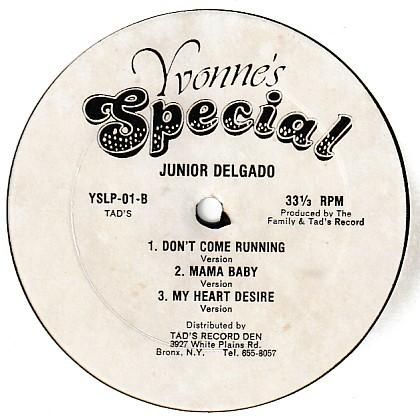 Yvonne's
Special
JUNIOR DELGADO
YSLP-01-B
TAD'S
33⅓ RPM
Produced by The
Family & Tad's Record
1. DON'T COME RUNNING
Version
2. MAMA BABY
Version
3. MY HEART DESIRE
Version
Distributed by
TAD'S RECORD DEN
3927 White Plains Rd.
Bronx, N.Y. Tel. 655-8057